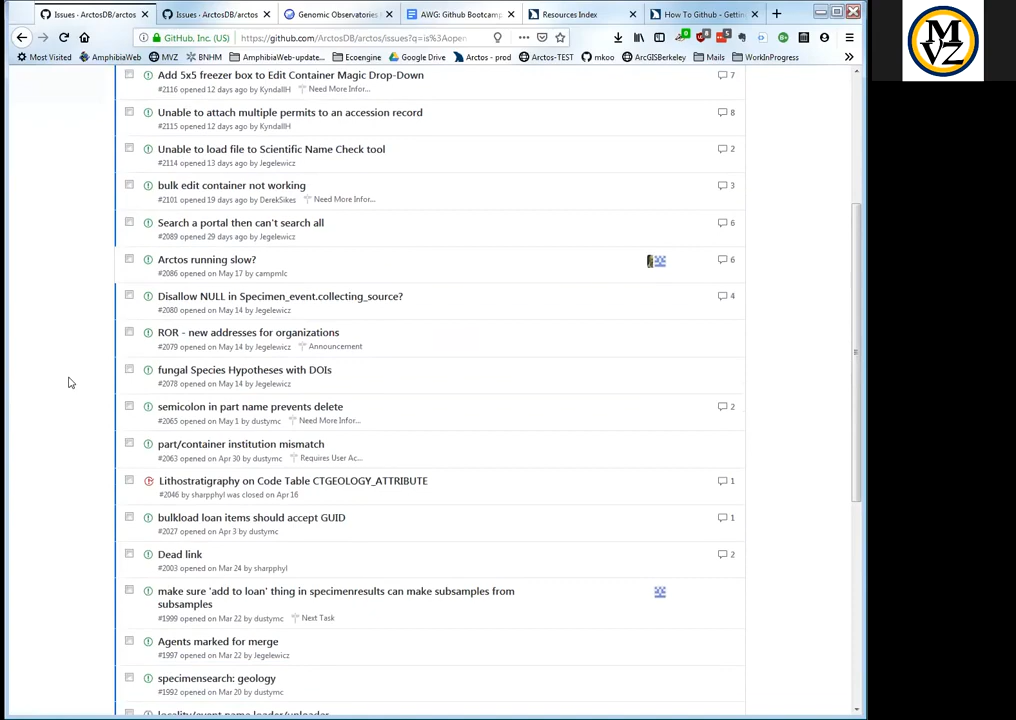 Issues · ArctosDB/arctos
Issues · ArctosDB/arctos
Genomic Observatories
AWG: Github Bootcamp
Resources Index
How To Github - Getti
GitHub, Inc. (US)
https://github.com/ArctosDB/arctos/issues?q=is%3Aopen
Most Visited
AmphibiaWeb
MVZ
BNHM
AmphibiaWeb-update...
Ecoengine
Google Drive
Arctos - prod
Arctos-TEST
mkoo
ArcGISBerkeley
Mails
WorkInProgress
Add 5x5 freezer box to Edit Container Magic Drop-Down
7
#2116 opened 12 days ago by KyndallH Need More Infor...
Unable to attach multiple permits to an accession record
8
#2115 opened 12 days ago by KyndallH
Unable to load file to Scientific Name Check tool
2
#2114 opened 13 days ago by Jegelewicz
bulk edit container not working
3
#2101 opened 19 days ago by DerekSikes Need More Infor...
Search a portal then can't search all
6
#2089 opened 29 days ago by Jegelewicz
Arctos running slow?
6
#2086 opened on May 17 by campmlc
Disallow NULL in Specimen_event.collecting_source?
4
#2080 opened on May 14 by Jegelewicz
ROR - new addresses for organizations
#2079 opened on May 14 by Jegelewicz Announcement
fungal Species Hypotheses with DOIs
#2078 opened on May 14 by Jegelewicz
semicolon in part name prevents delete
2
#2065 opened on May 1 by dustymc Need More Infor...
part/container institution mismatch
#2063 opened on Apr 30 by dustymc Requires User Ac...
Lithostratigraphy on Code Table CTGEOLOGY_ATTRIBUTE
1
#2046 by sharpphyl was closed on Apr 16
bulkload loan items should accept GUID
1
#2027 opened on Apr 3 by dustymc
Dead link
2
#2003 opened on Mar 24 by sharpphyl
make sure 'add to loan' thing in specimenresults can make subsamples from
subsamples
#1999 opened on Mar 22 by dustymc Next Task
Agents marked for merge
#1997 opened on Mar 22 by Jegelewicz
specimensearch: geology
#1992 opened on Mar 20 by dustymc
locality/event name loader/unloader
MVZ